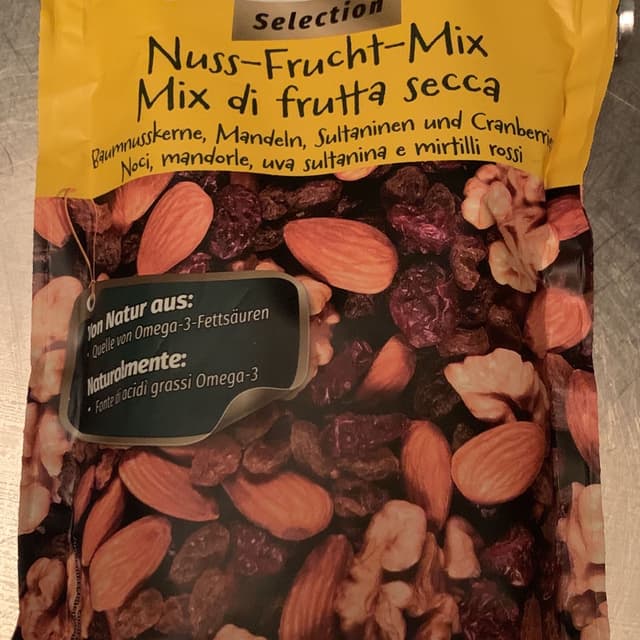 Selection
Nuss-Frucht-Mix
Mix di frutta secca
Baumnusskerne, Mandeln, Sultaninen und Cranberrie
Noci, mandorle, uva sultanina e mirtilli rossi
Von Natur aus:
• Quelle von Omega-3-Fettsäuren
Naturalmente:
• Fonte di acidi grassi Omega-3